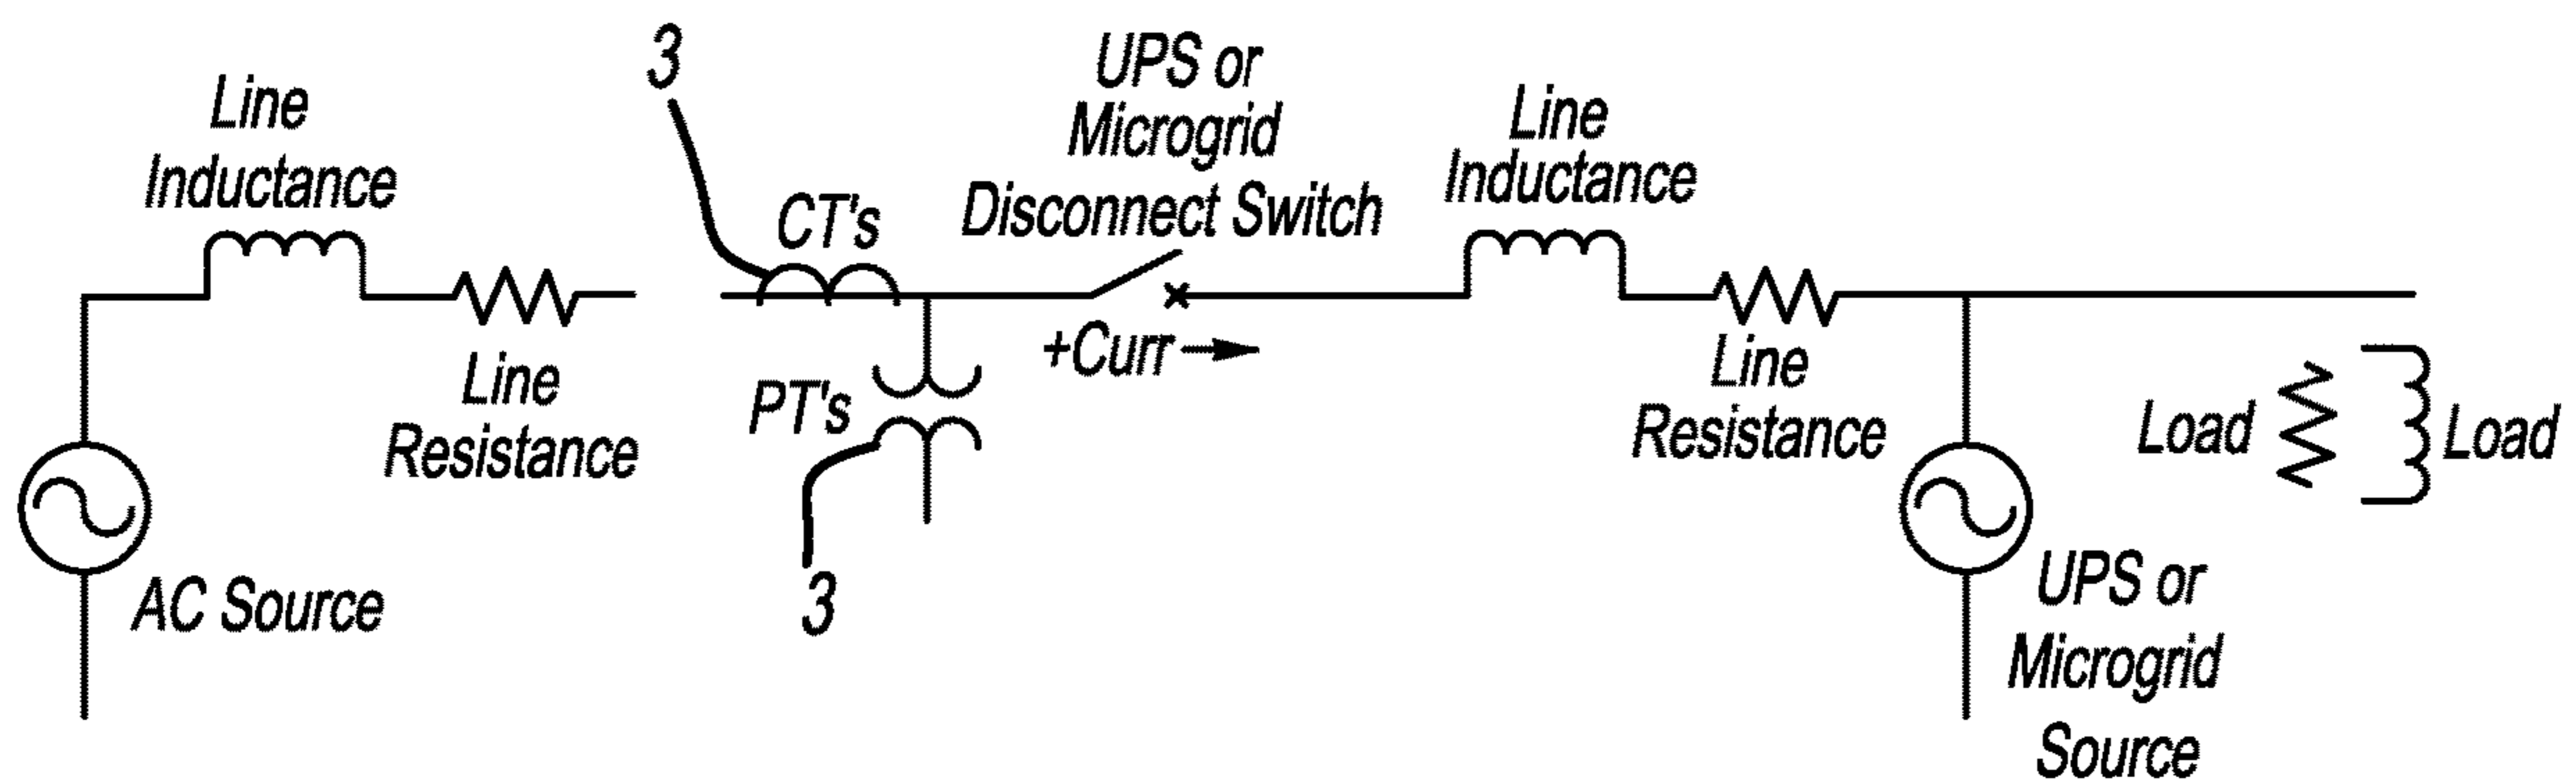 3
Line
Inductance
CT's
UPS or
Microgrid
Disconnect Switch
Line
Inductance
+Curr
Line
Resistance
PT's
3
AC Source
Line
Resistance
Load
Load
UPS or
Microgrid
Source